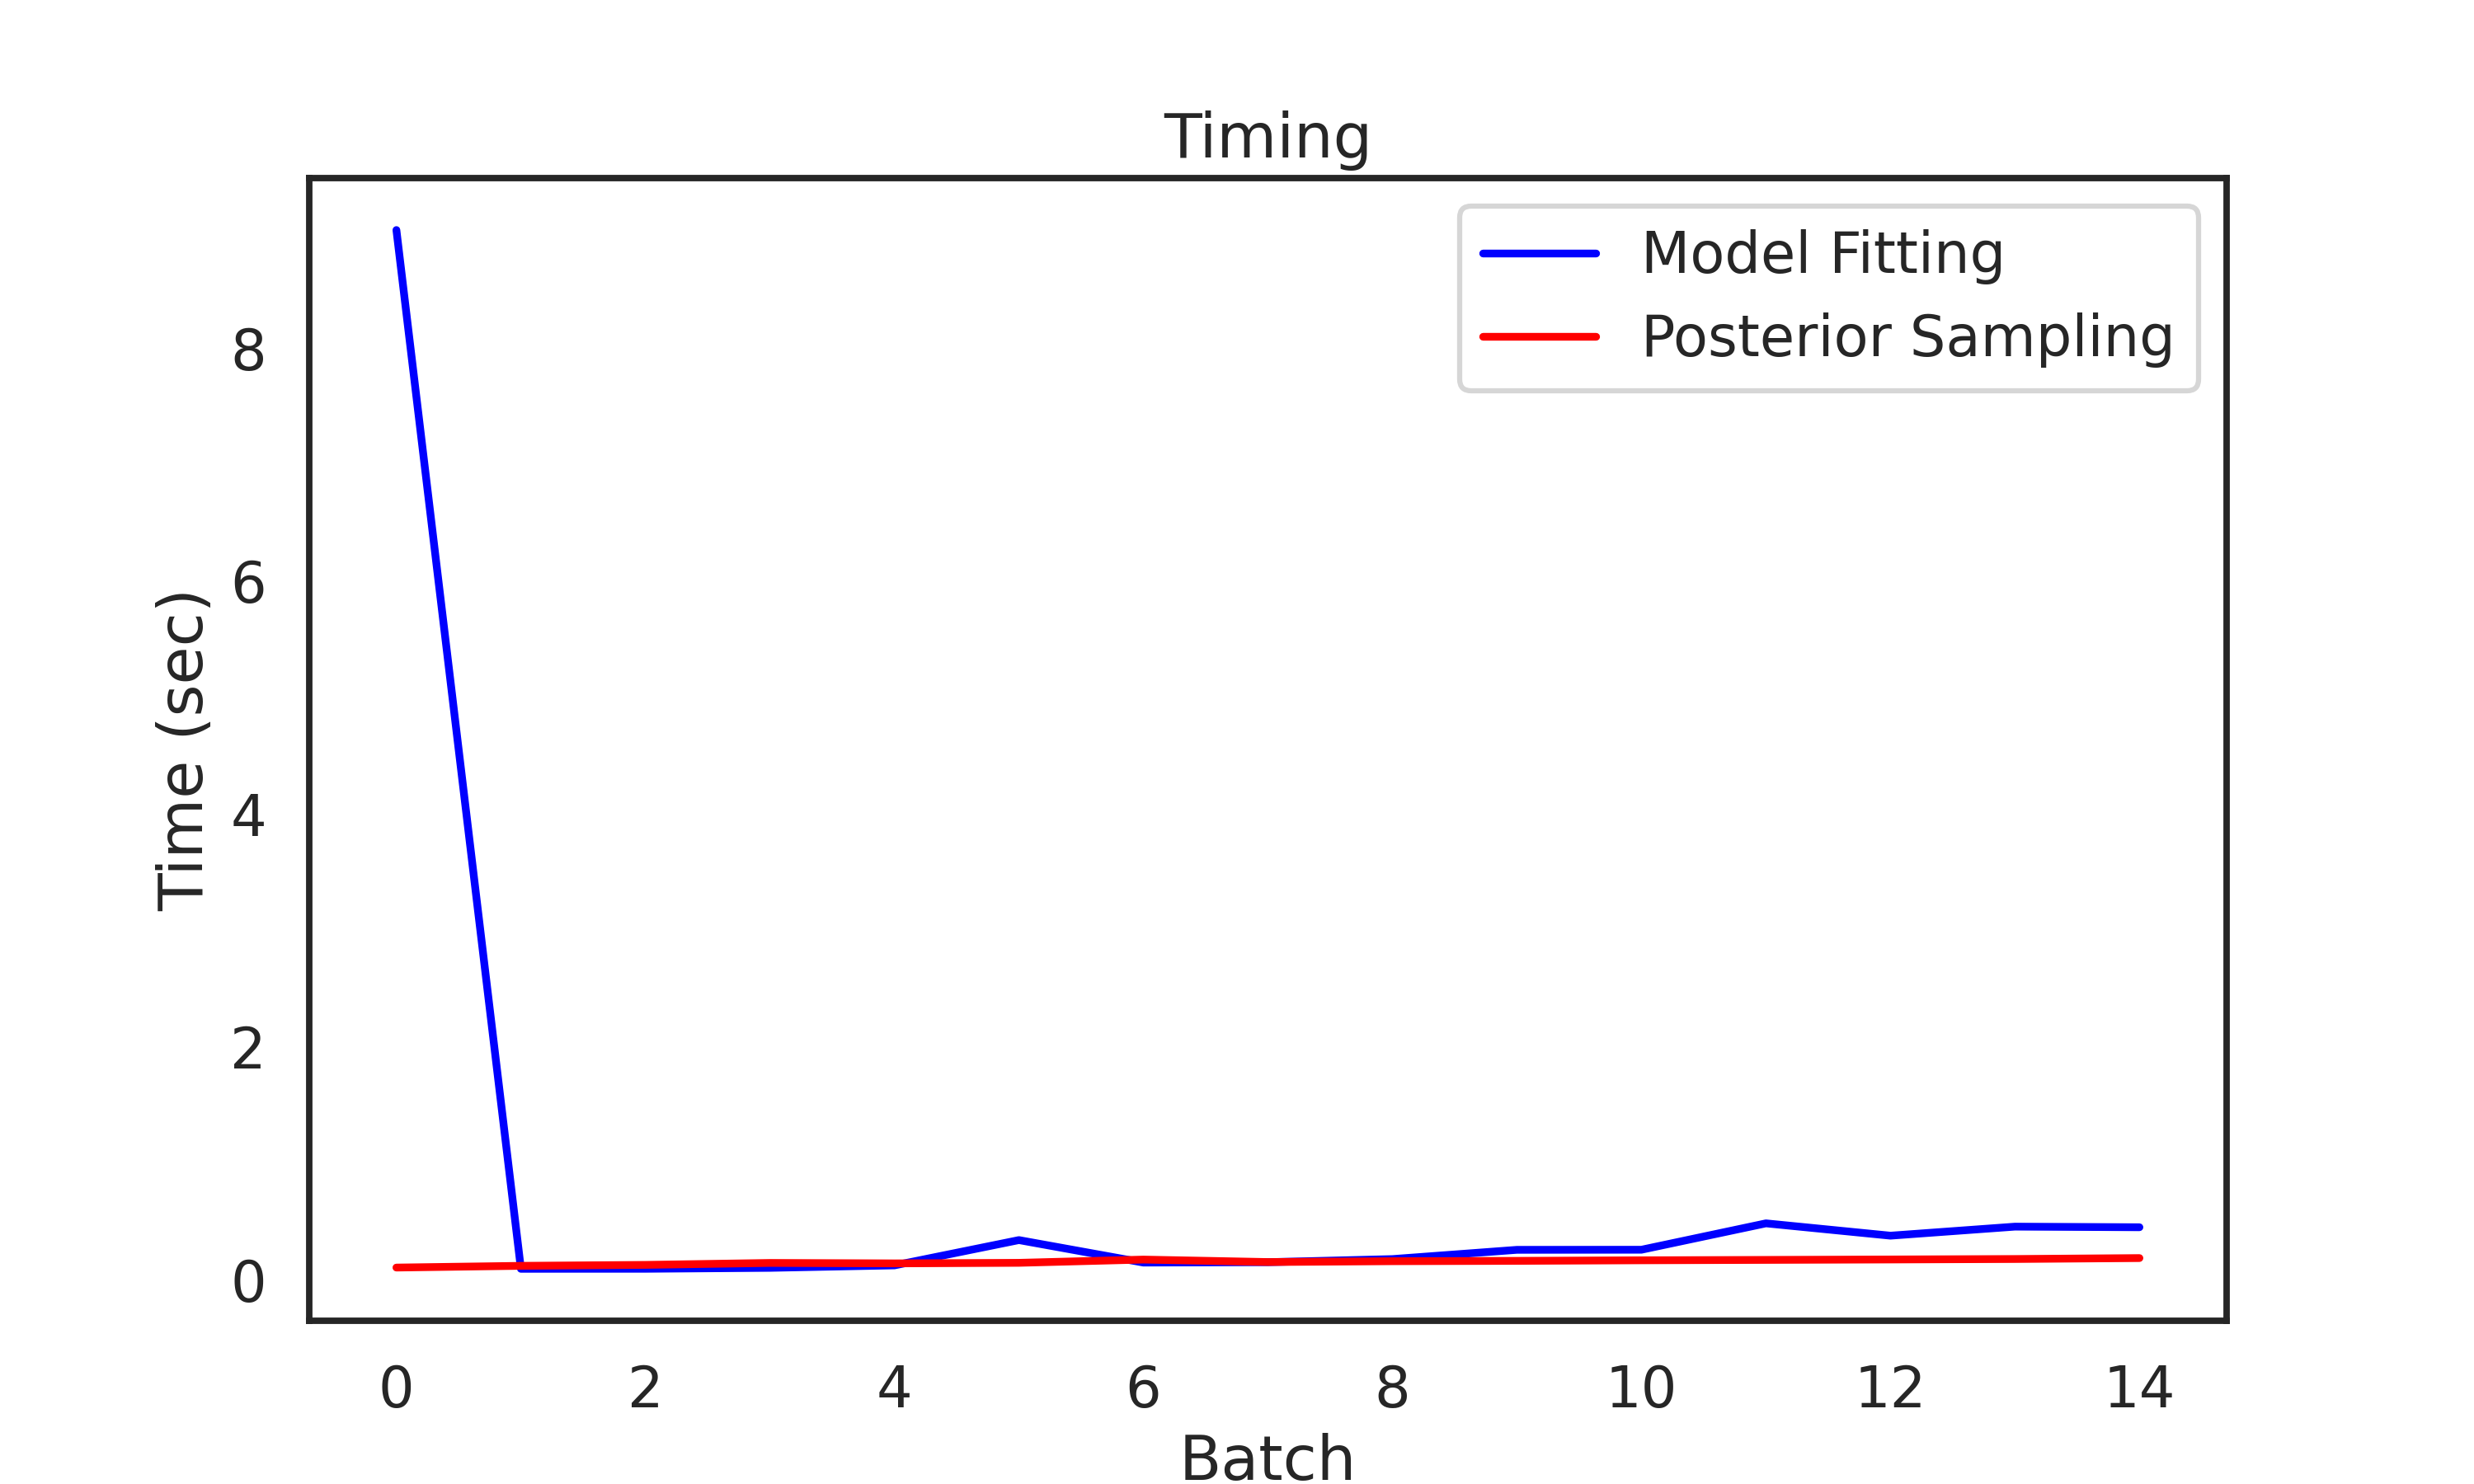 Timing
Model Fitting
Posterior Sampling
Time (sec)
8
6
4
2
0
0 2 4 6 8 10 12 14
Batch